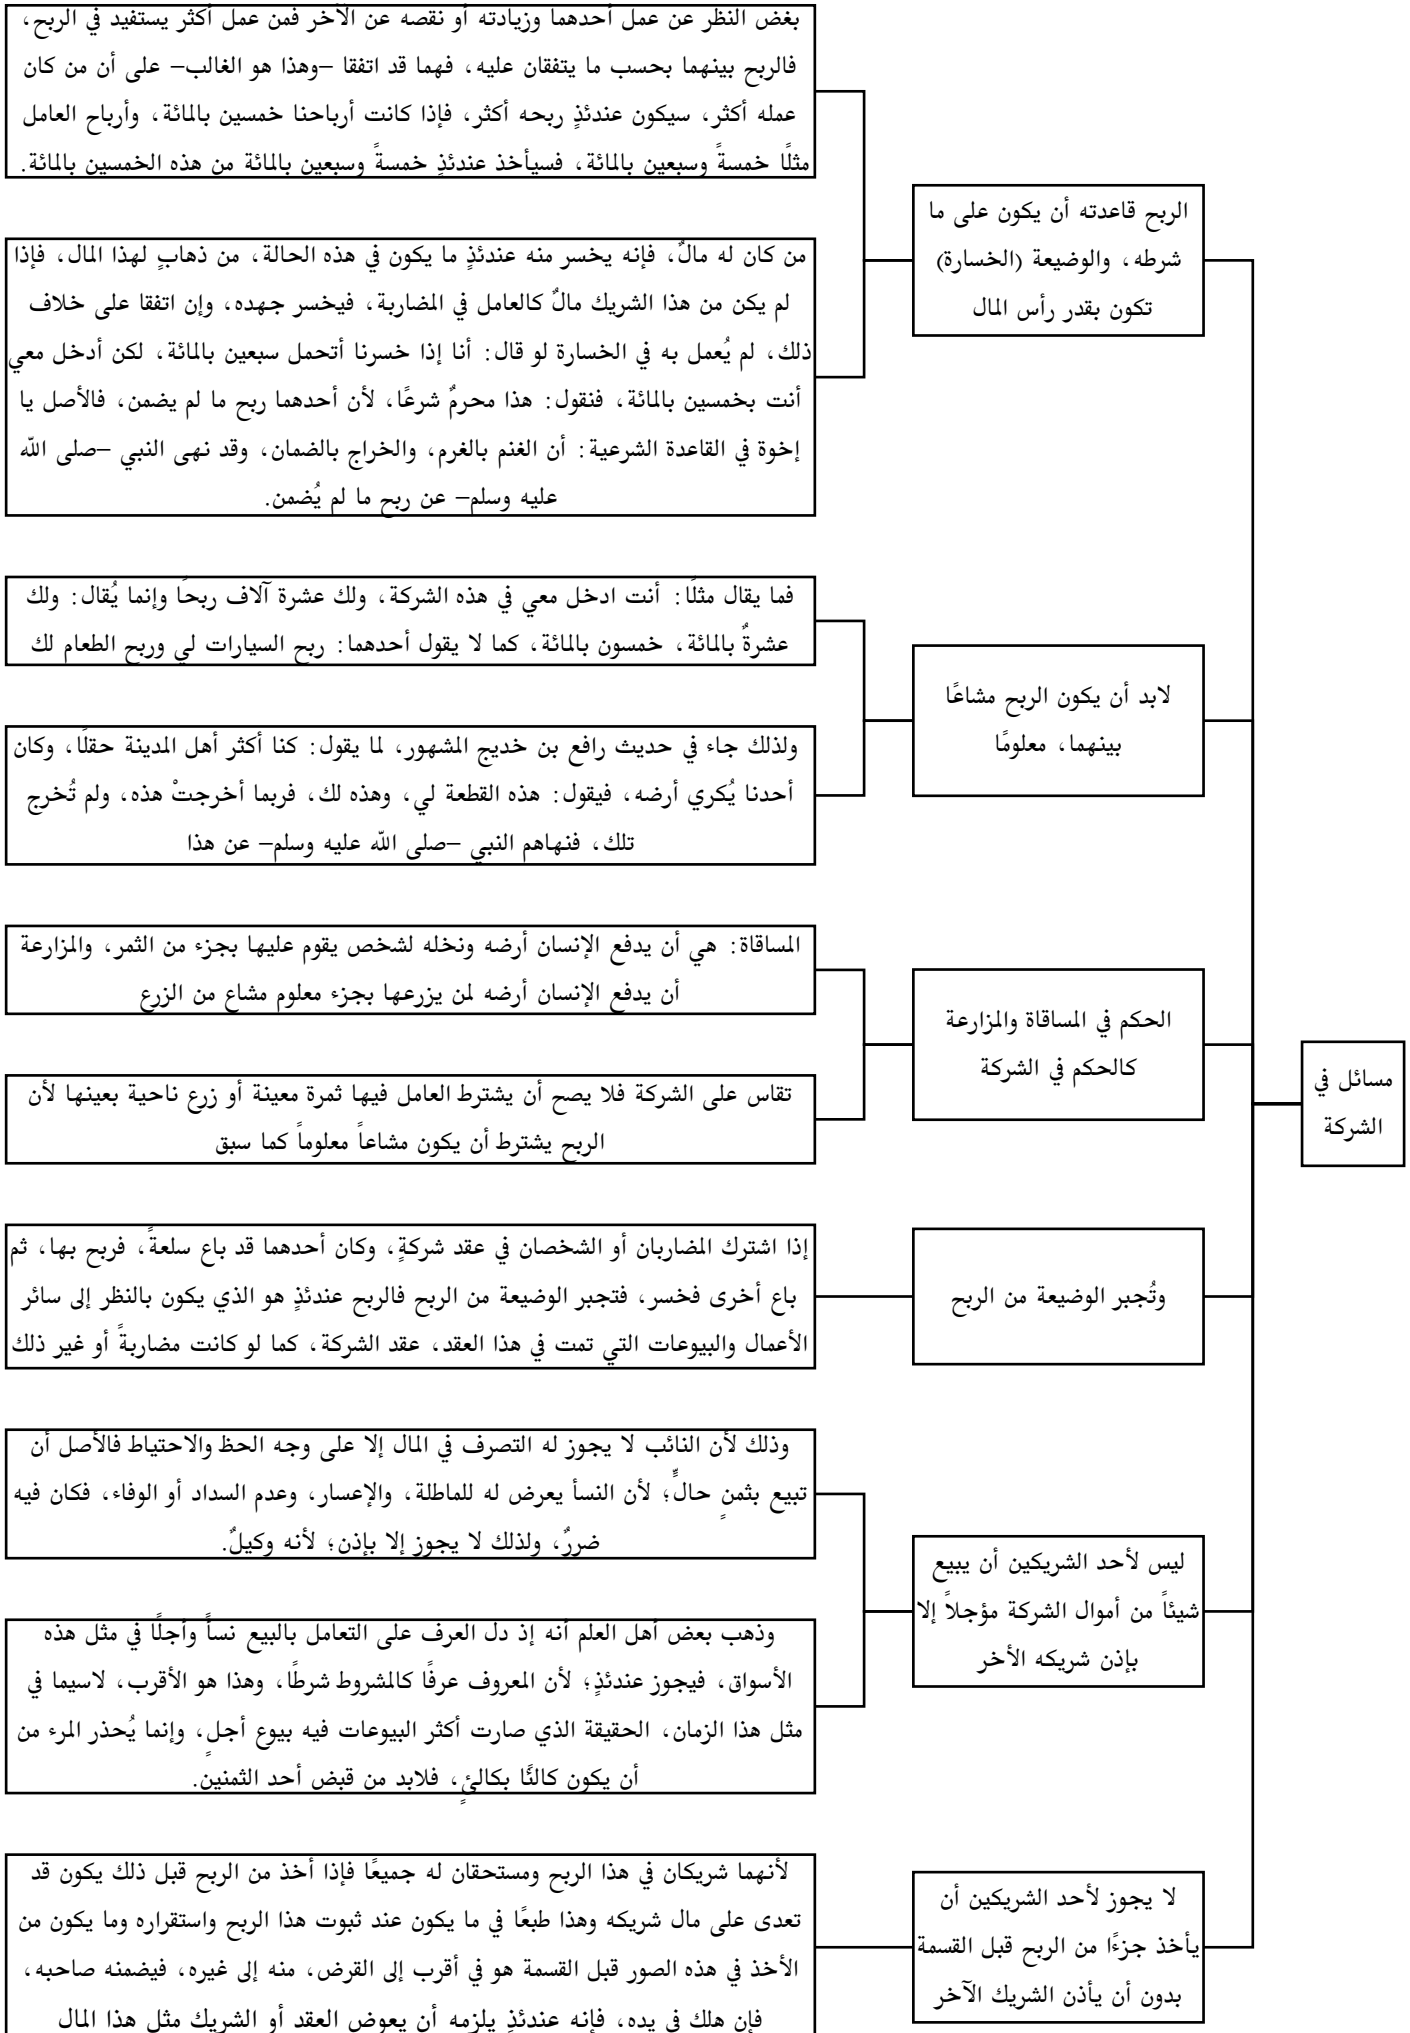 مسائل في
الشركة
الربح قاعدته أن يكون على ما
شرطه، والوضيعة (الخسارة)
تكون بقدر رأس المال
بغض النظر عن عمل أحدهما وزيادته أو نقصه عن الآخر فمن عمل أكثر يستفيد في الربح،
فالربح بينهما بحسب ما يتفقان عليه، فهما قد اتفقا –وهذا هو الغالب– على أن من كان
عمله أكثر، سيكون عندئذٍ ربحه أكثر، فإذا كانت أرباحنا خمسين بالمائة، وأرباح العامل
مثلًا خمسةً وسبعين بالمائة، فسيأخذ عندئذٍ خمسةً وسبعين بالمائة من هذه الخمسين بالمائة.
من كان له مالٌ، فإنه يخسر منه عندئذٍ ما يكون في هذه الحالة، من ذهابٍ لهذا المال، فإذا
لم يكن من هذا الشريك مالٌ كالعامل في المضاربة، فيخسر جهده، وإن اتفقا على خلاف
ذلك، لم يُعمل به في الخسارة لو قال: أنا إذا خسرنا أتحمل سبعين بالمائة، لكن أدخل معي
أنت بخمسين بالمائة، فنقول: هذا محرمٌ شرعًا، لأن أحدهما ربح ما لم يضمن، فالأصل يا
إخوة في القاعدة الشرعية: أن الغنم بالغرم، والخراج بالضمان، وقد نهى النبي –صلى الله
عليه وسلم– عن ربح ما لم يُضمن.
لابد أن يكون الربح مشاعًا
بينهما، معلومًا
فما يقال مثلًا: أنت ادخل معي في هذه الشركة، ولك عشرة آلاف ربحًا وإنما يُقال: ولك
عشرةٌ بالمائة، خمسون بالمائة، كما لا يقول أحدهما: ربح السيارات لي وربح الطعام لك
ولذلك جاء في حديث رافع بن خديج المشهور، لما يقول: كنا أكثر أهل المدينة حقلًا، وكان
أحدنا يُكري أرضه، فيقول: هذه القطعة لي، وهذه لك، فربما أخرجتْ هذه، ولم تُخرج
تلك، فنهاهم النبي –صلى الله عليه وسلم– عن هذا
الحكم في المساقاة والمزارعة
كالحكم في الشركة
المساقاة: هي أن يدفع الإنسان أرضه ونخله لشخص يقوم عليها بجزء من الثمر، والمزارعة
أن يدفع الإنسان أرضه لمن يزرعها بجزء معلوم مشاع من الزرع
تقاس على الشركة فلا يصح أن يشترط العامل فيها ثمرة معينة أو زرع ناحية بعينها لأن
الربح يشترط أن يكون مشاعاً معلوماً كما سبق
وتُجبر الوضيعة من الربح
إذا اشترك المضاربان أو الشخصان في عقد شركةٍ، وكان أحدهما قد باع سلعةً، فربح بها، ثم
باع أخرى فخسر، فتجبر الوضيعة من الربح فالربح عندئذٍ هو الذي يكون بالنظر إلى سائر
الأعمال والبيوعات التي تمت في هذا العقد، عقد الشركة، كما لو كانت مضاربةً أو غير ذلك
ليس لأحد الشريكين أن يبيع
شيئاً من أموال الشركة مؤجلاً إلا
بإذن شريكه الأخر
وذلك لأن النائب لا يجوز له التصرف في المال إلا على وجه الحظ والاحتياط فالأصل أن
تبيع بثمنٍ حالٍّ؛ لأن النسأ يعرض له للماطلة، والإعسار، وعدم السداد أو الوفاء، فكان فيه
ضررٌ، ولذلك لا يجوز إلا بإذن؛ لأنه وكيلٌ.
وذهب بعض أهل العلم أنه إذ دل العرف على التعامل بالبيع نسأً وأجلًا في مثل هذه
الأسواق، فيجوز عندئذٍ؛ لأن المعروف عرفًا كالمشروط شرطًا، وهذا هو الأقرب، لاسيما في
مثل هذا الزمان، الحقيقة الذي صارت أكثر البيوعات فيه بيوع أجلٍ، وإنما يُحذر المرء من
أن يكون كالئًا بكالئٍ، فلابد من قبض أحد الثمنين.
لا يجوز لأحد الشريكين أن
يأخذ جزءًا من الربح قبل القسمة
بدون أن يأذن الشريك الآخر
لأنهما شريكان في هذا الربح ومستحقان له جميعًا فإذا أخذ من الربح قبل ذلك يكون قد
تعدى على مال شريكه وهذا طبعًا في ما يكون عند ثبوت هذا الربح واستقراره وما يكون من
الأخذ في هذه الصور قبل القسمة هو في أقرب إلى القرض، منه إلى غيره، فيضمنه صاحبه،
فإن هلك في يده، فإنه عندئذٍ يلزمه أن يعوض العقد أو الشريك مثل هذا المال